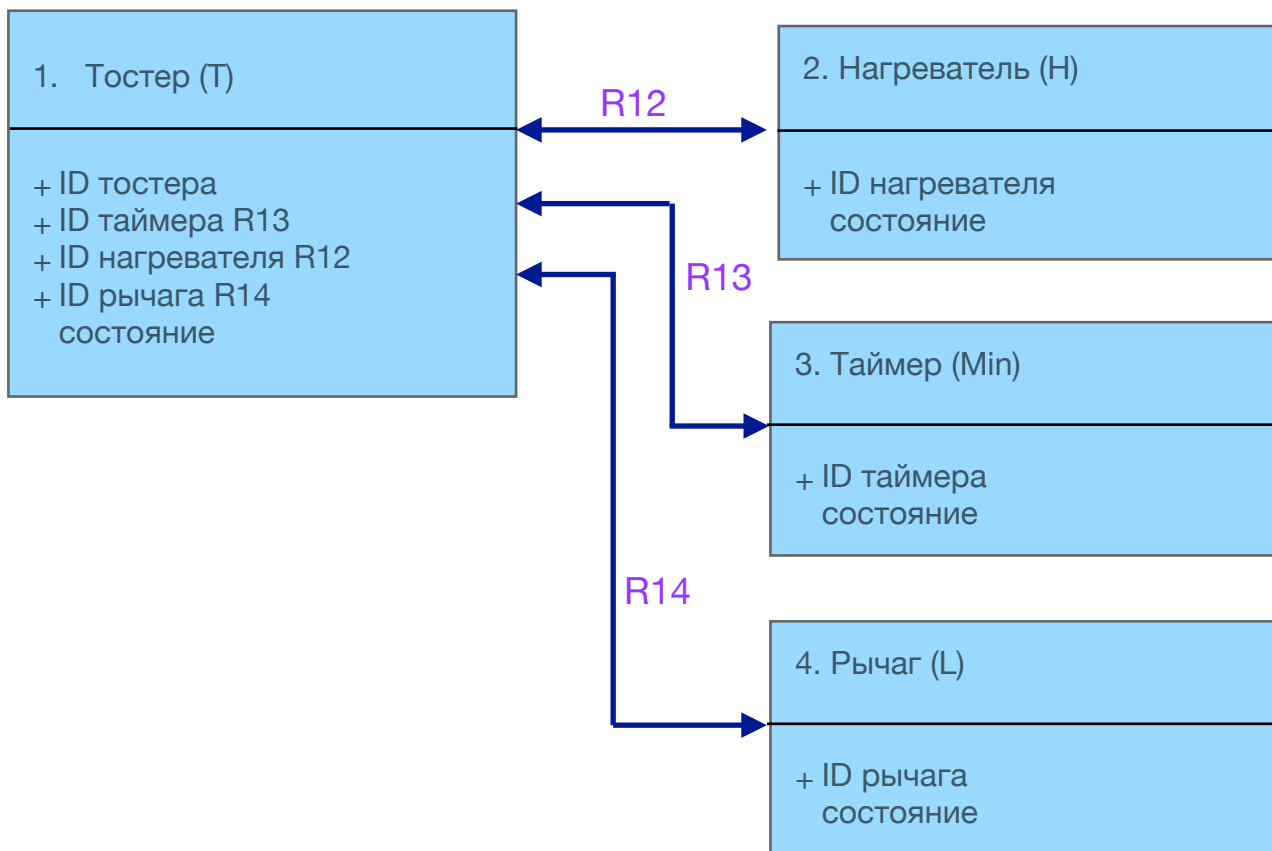 1. Тостер (T)
+ ID тостера
+ ID таймера R13
+ ID нагревателя R12
+ ID рычага R14
состояние
R12
2. Нагреватель (H)
+ ID нагревателя
состояние
R13
3. Таймер (Min)
+ ID таймера
состояние
R14
4. Рычаг (L)
+ ID рычага
состояние